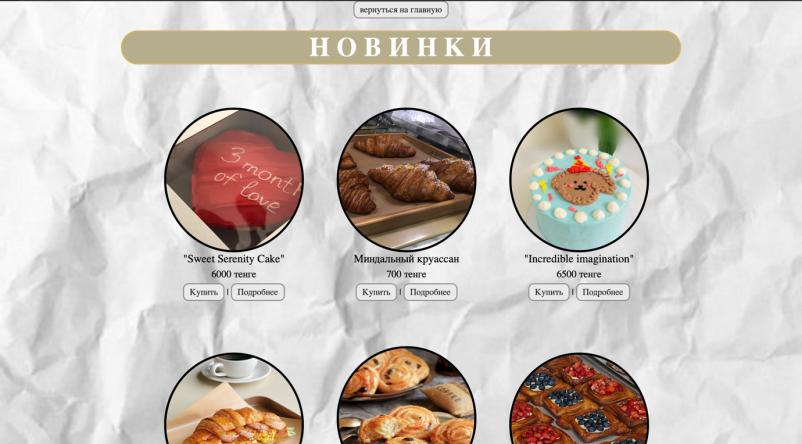 вернуться на главную
НОВИНКИ
3 month
of love
"Sweet Serenity Cake"
6000 тенге
Купить | Подробнее
Миндальный круассан
700 тенге
Купить | Подробнее
"Incredible imagination"
6500 тенге
Купить | Подробнее